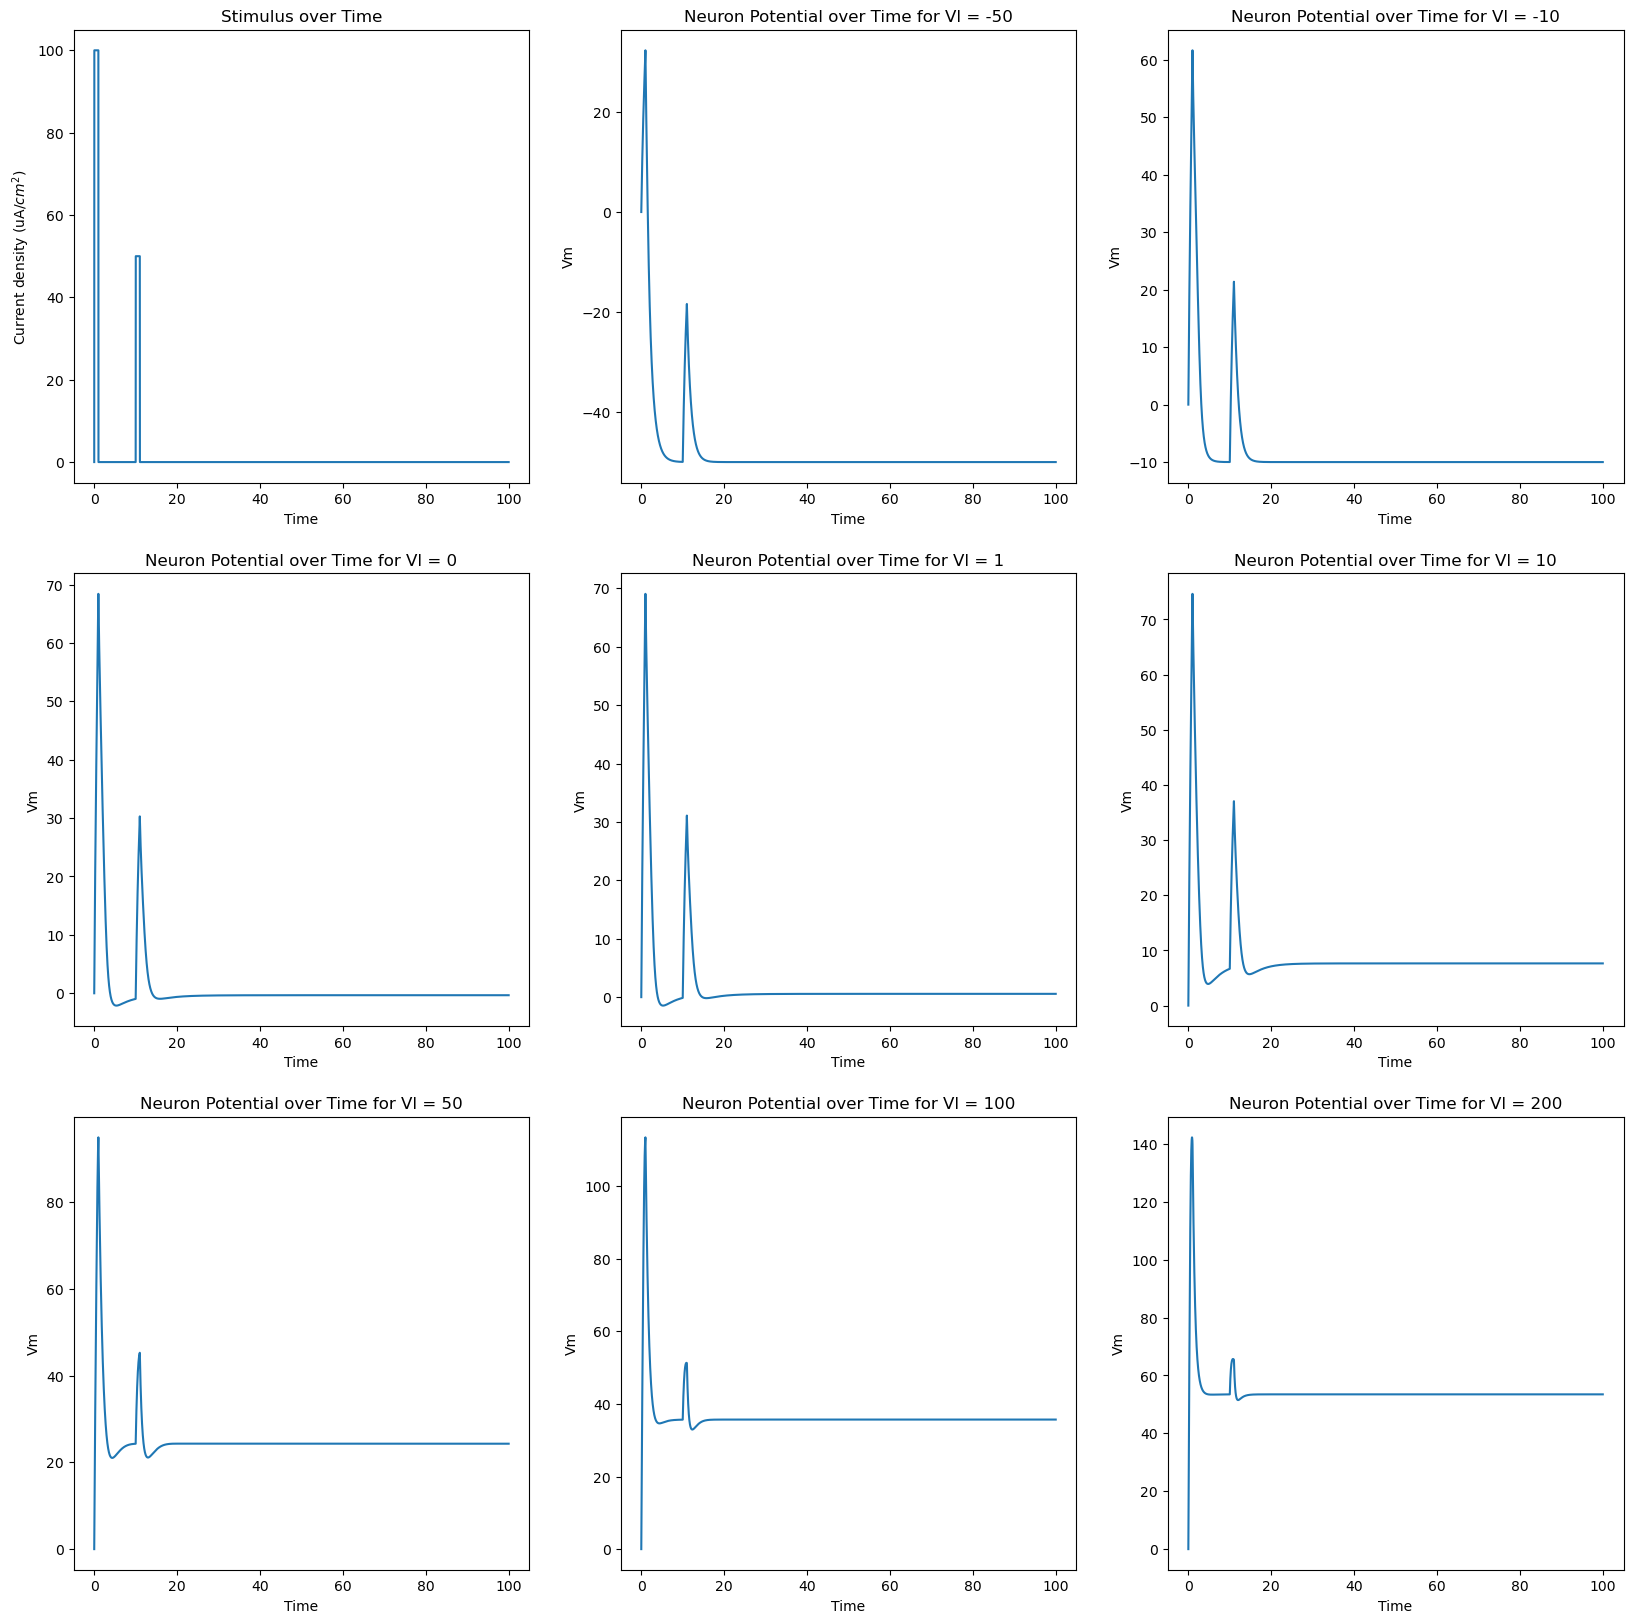 Stimulus over Time
Current density (uA/cm²)
100
80
60
40
20
0
0 20 40 60 80 100
Time
Neuron Potential over Time for Vl = -50
Vm
20
0
−20
−40
0 20 40 60 80 100
Time
Neuron Potential over Time for Vl = -10
Vm
60
50
40
30
20
10
0
−10
0 20 40 60 80 100
Time
Neuron Potential over Time for Vl = 0
Vm
70
60
50
40
30
20
10
0
0 20 40 60 80 100
Time
Neuron Potential over Time for Vl = 1
Vm
70
60
50
40
30
20
10
0
0 20 40 60 80 100
Time
Neuron Potential over Time for Vl = 10
Vm
70
60
50
40
30
20
10
0
0 20 40 60 80 100
Time
Neuron Potential over Time for Vl = 50
Vm
80
60
40
20
0
0 20 40 60 80 100
Time
Neuron Potential over Time for Vl = 100
Vm
100
80
60
40
20
0
0 20 40 60 80 100
Time
Neuron Potential over Time for Vl = 200
Vm
140
120
100
80
60
40
20
0
0 20 40 60 80 100
Time